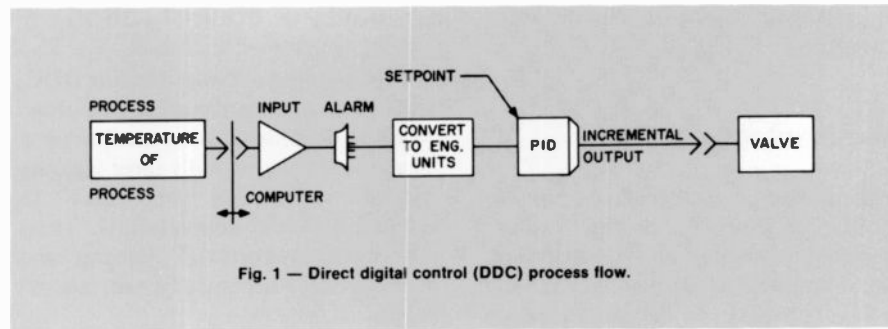 SETPOINT
PROCESS
INPUT
ALARM
TEMPERATURE
OF
CONVERT
TO ENG.
UNITS
PID
INCREMENTAL
OUTPUT
VALVE
PROCESS
COMPUTER
Fig. 1 — Direct digital control (DDC) process flow.